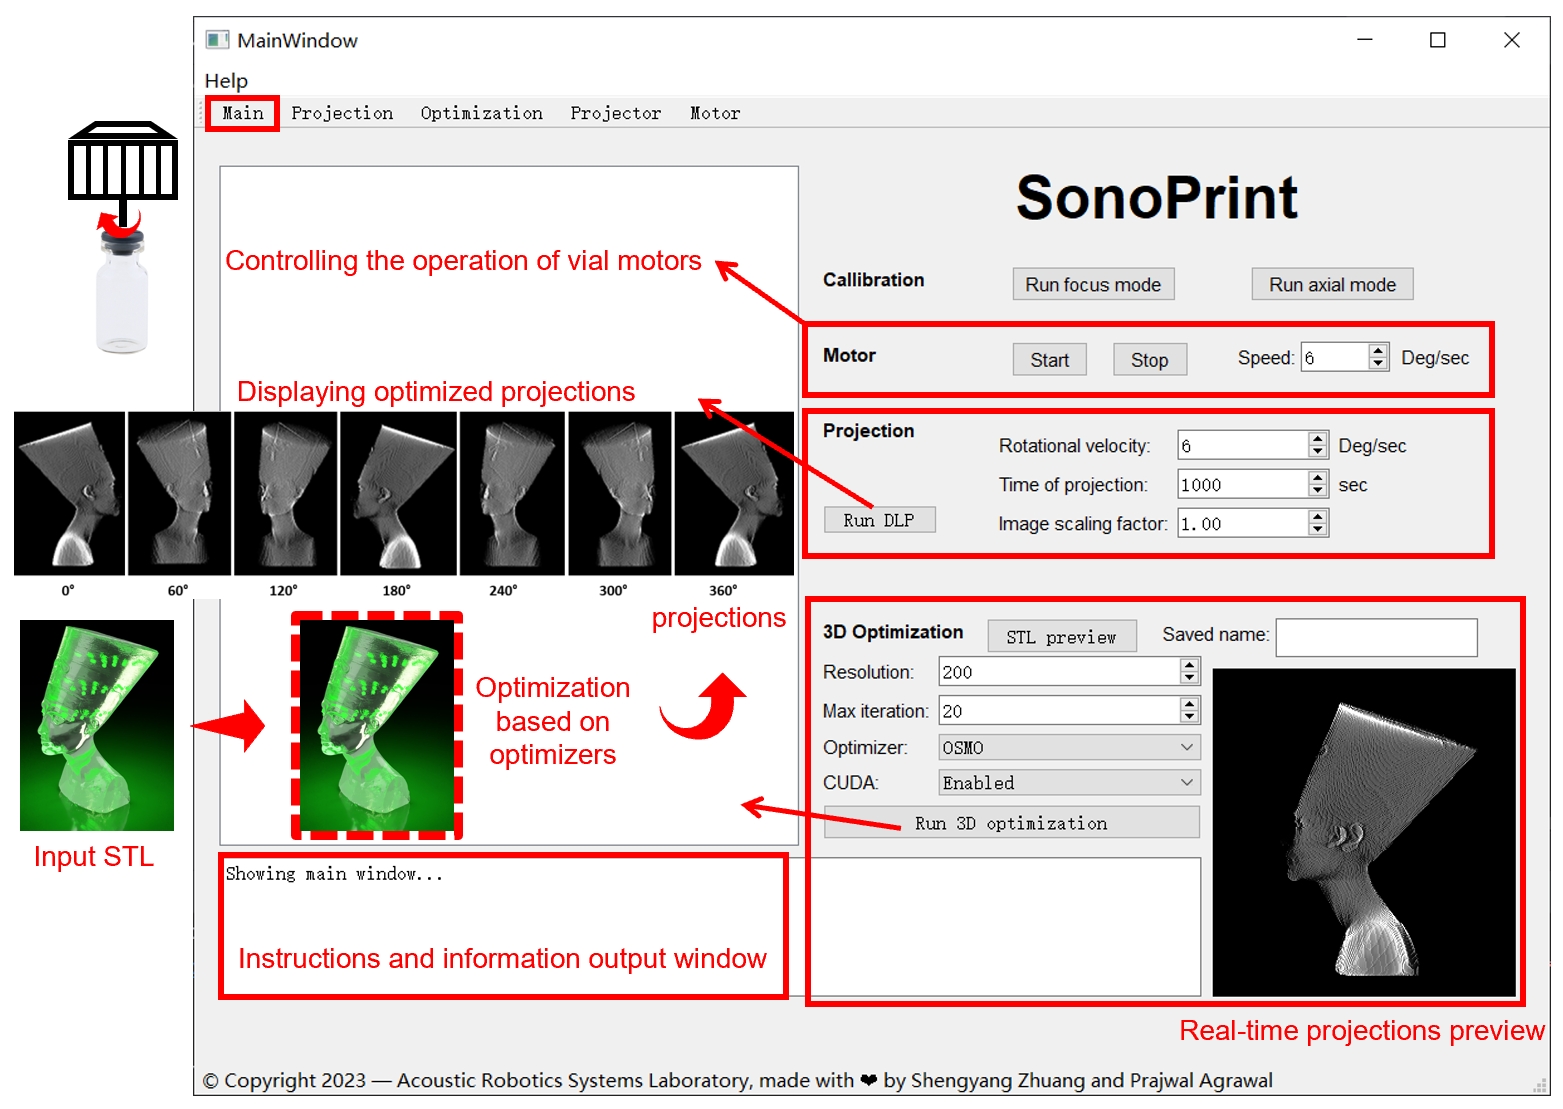 MainWindow
Help
Main Projection Optimization Projector Motor
SonoPrint
Controlling the operation of vial motors
Callibration Run focus mode Run axial mode
Motor Start Stop Speed: 6 Deg/sec
Displaying optimized projections
Projection
Rotational velocity: 6 Deg/sec
Time of projection: 1000 sec
Run DLP
Image scaling factor: 1.00
0° 60° 120° 180° 240° 300° 360°
projections
Optimization
based on
optimizers
Input STL
3D Optimization STL preview Saved name:
Resolution: 200
Max iteration: 20
Optimizer: OSMO
CUDA: Enabled
Run 3D optimization
Showing main window...
Instructions and information output window
Real-time projections preview
© Copyright 2023 — Acoustic Robotics Systems Laboratory, made with ❤ by Shengyang Zhuang and Prajwal Agrawal